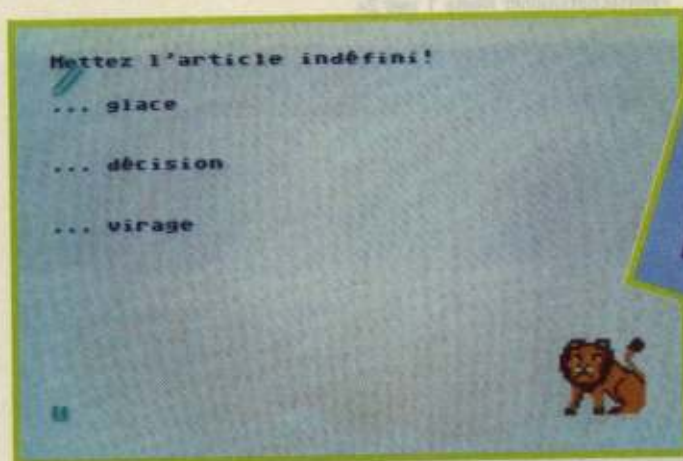 Mettez l'article indéfini!
... glace
... décision
... virage